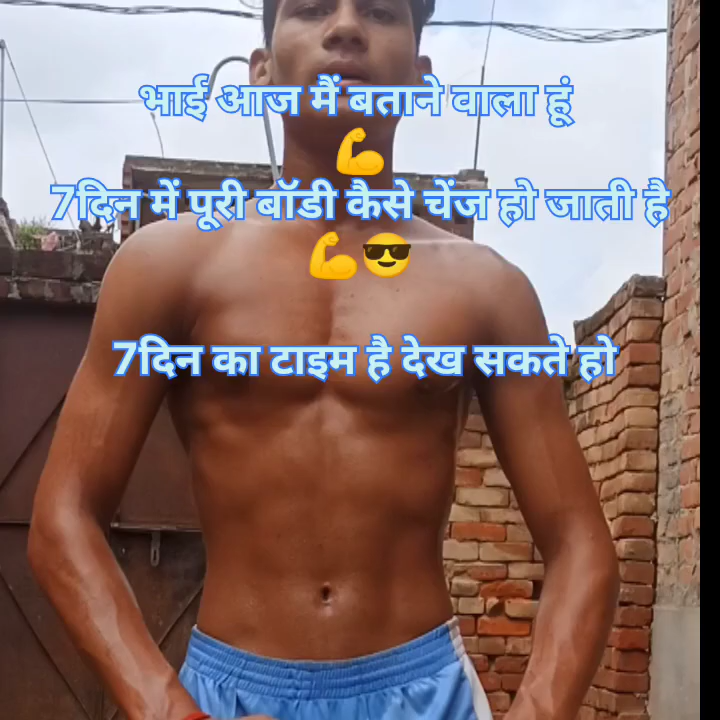 भाई आज मैं बताने वाला हूं
💪
7दिन में पूरी बॉडी कैसे चेंज हो जाती है
💪😎
7दिन का टाइम है देख सकते हो